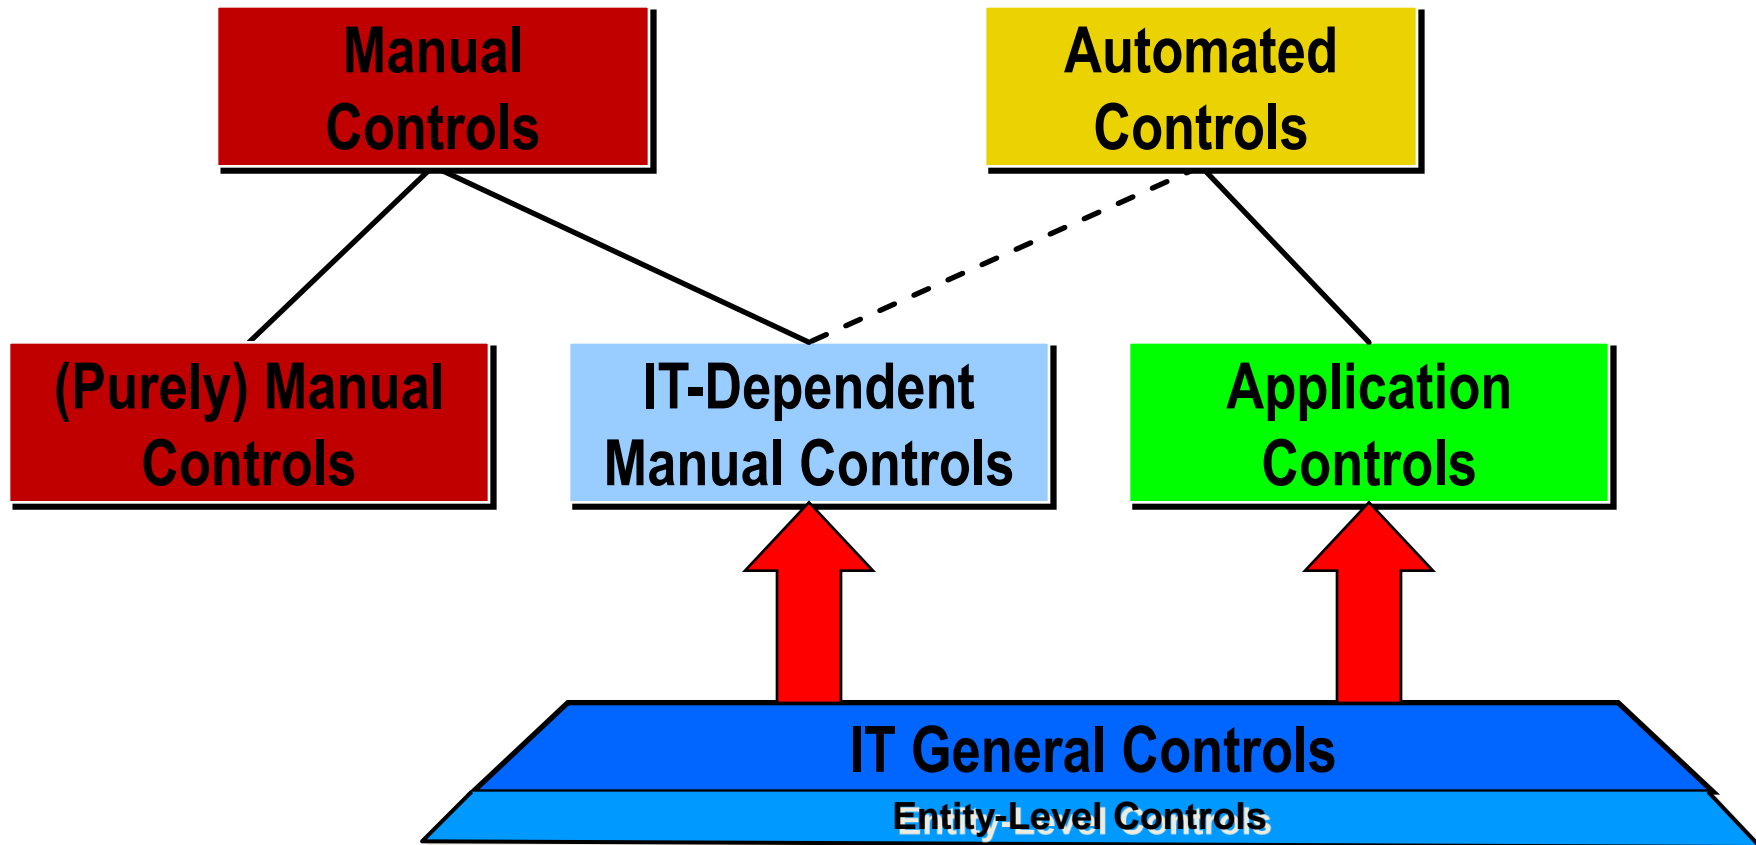 Manual
Controls
Automated
Controls
(Purely) Manual
Controls
IT-Dependent
Manual Controls
Application
Controls
IT General Controls
Entity-Level Controls